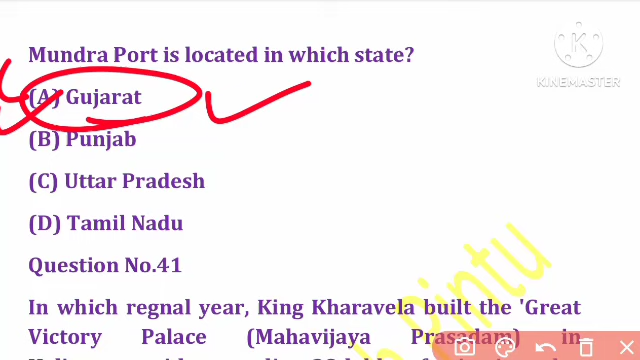 Mundra Port is located in which state?
(A) Gujarat
(B) Punjab
(C) Uttar Pradesh
(D) Tamil Nadu
Question No.41
In which regnal year, King Kharavela built the 'Great
Victory Palace (Mahavijaya Prasadam) in
K
KINEMASTER
Pintu